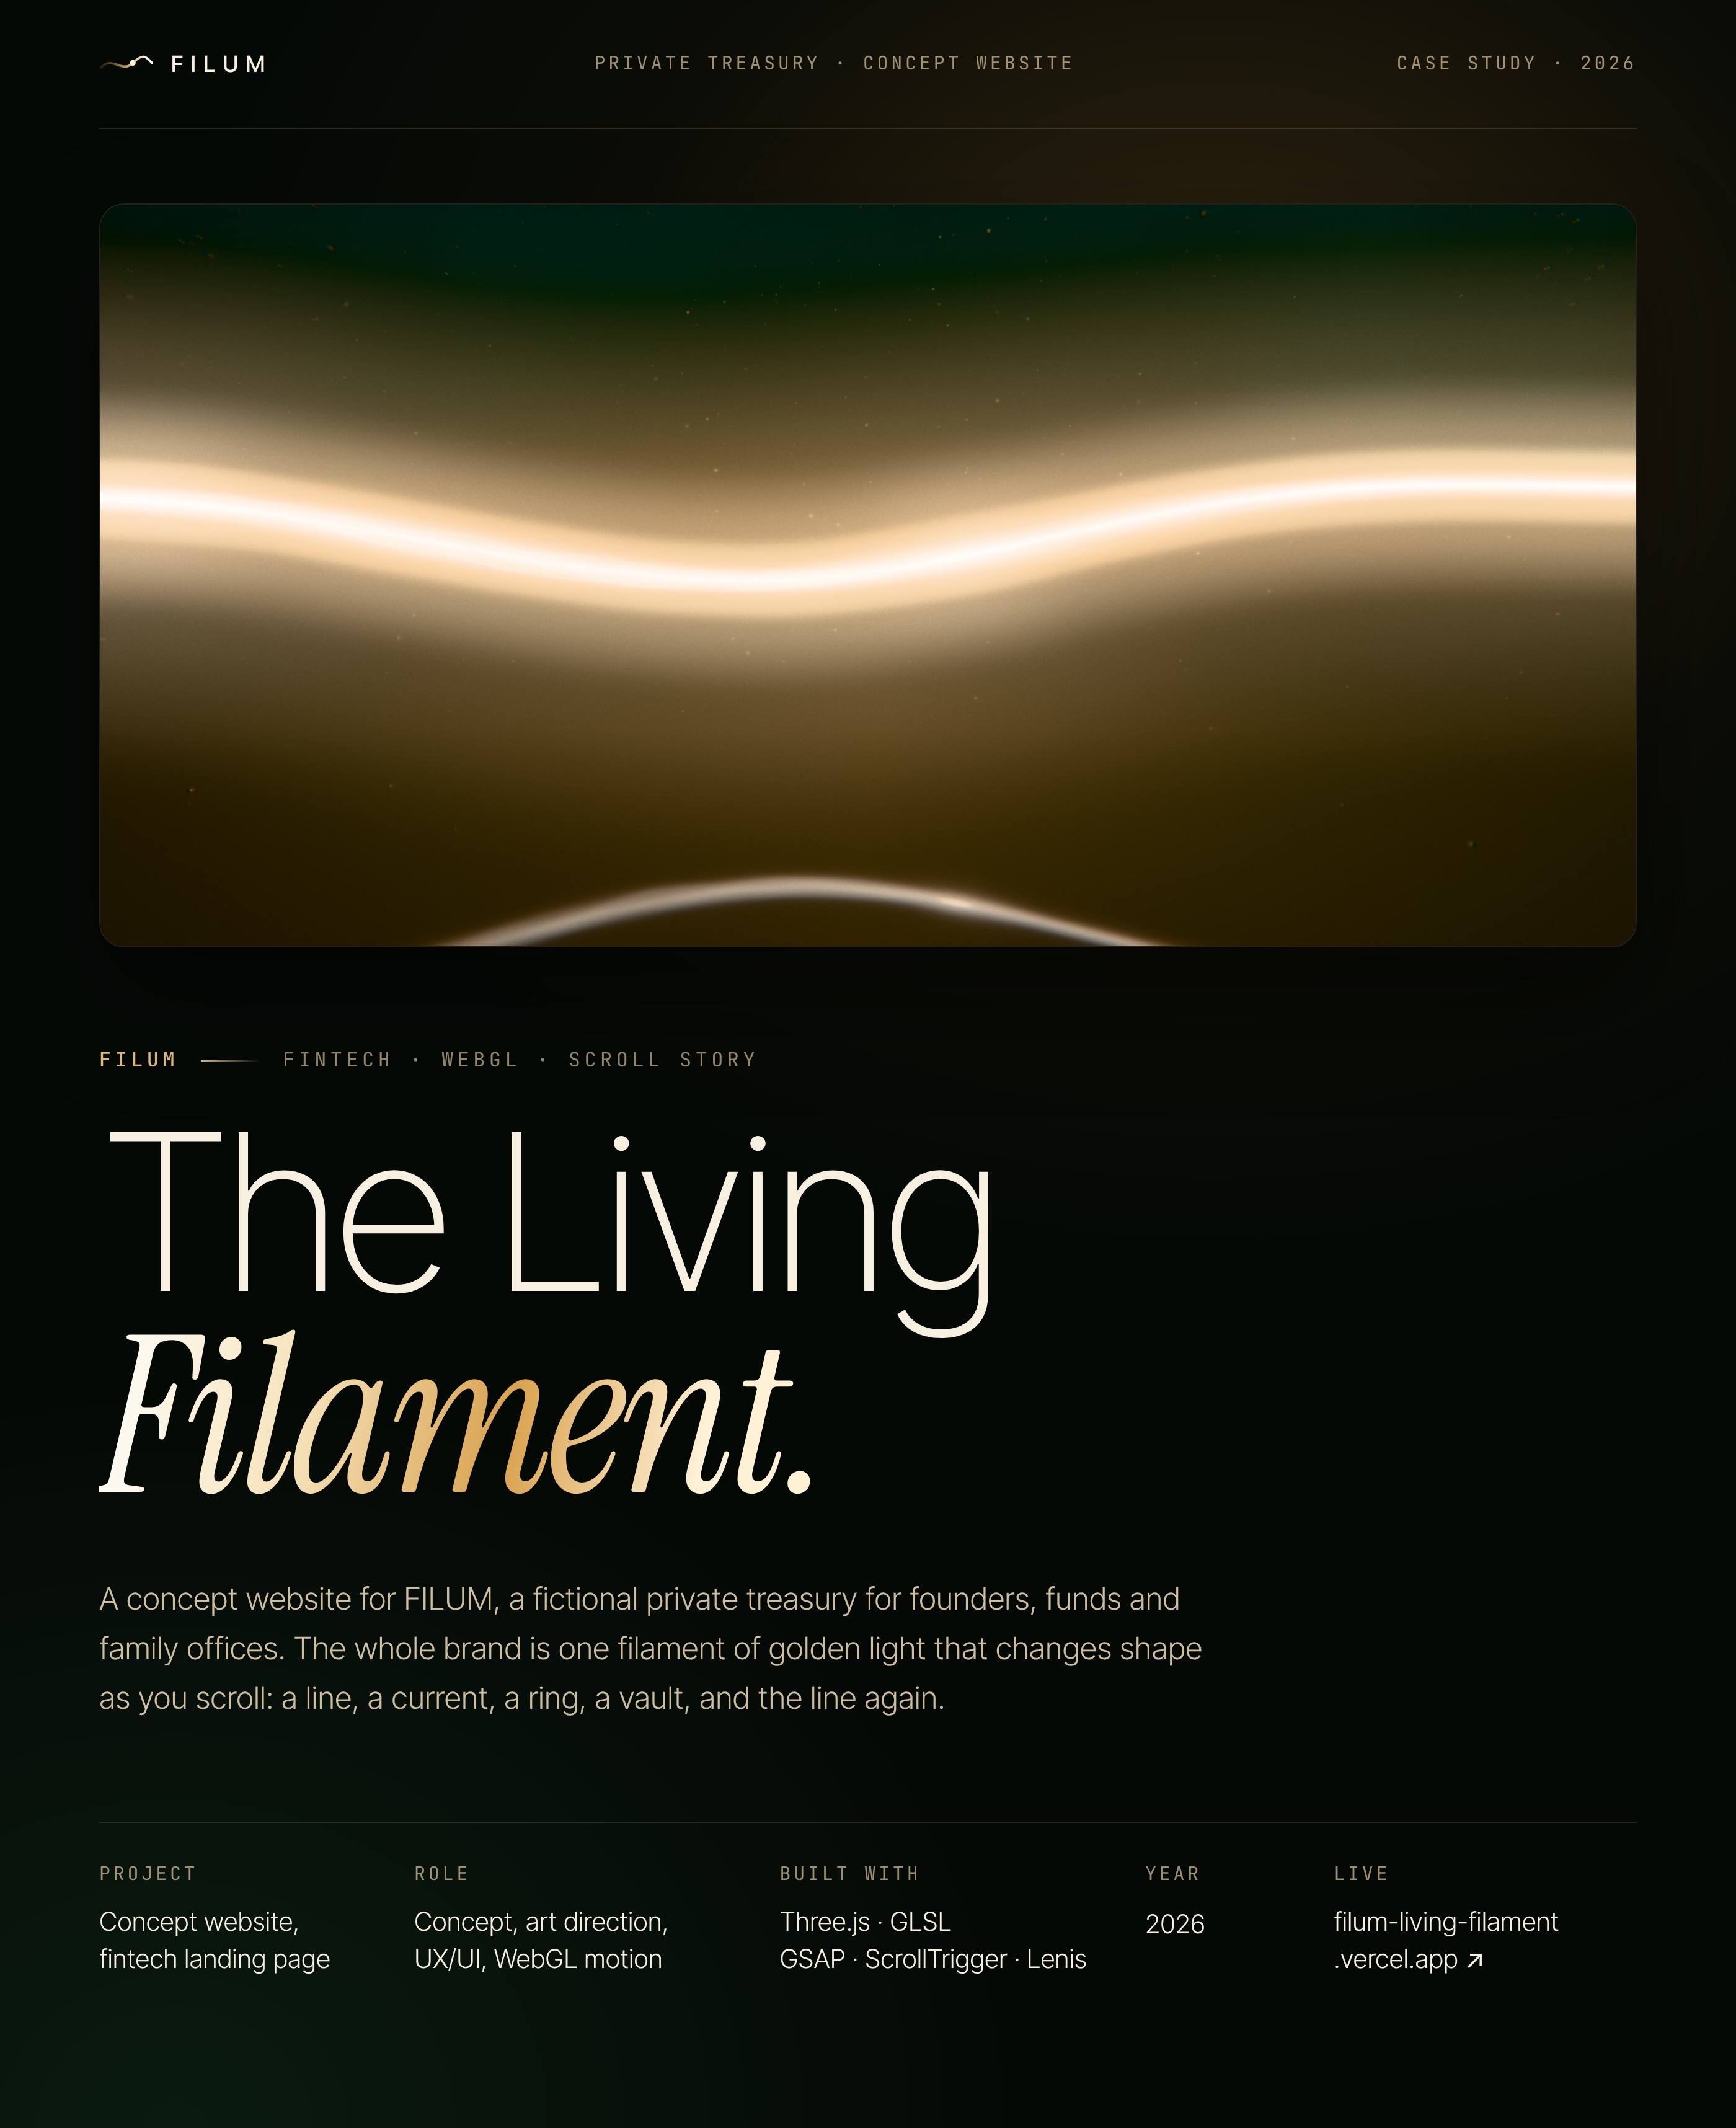 FILUM
PRIVATE TREASURY · CONCEPT WEBSITE
CASE STUDY · 2026
FILUM
FINTECH · WEBGL · SCROLL STORY
The Living
Filament.
A concept website for FILUM, a fictional private treasury for founders, funds and
family offices. The whole brand is one filament of golden light that changes shape
as you scroll: a line, a current, a ring, a vault, and the line again.
PROJECT
Concept website,
fintech landing page
ROLE
Concept, art direction,
UX/UI, WebGL motion
BUILT WITH
Three.js · GLSL
GSAP · ScrollTrigger · Lenis
YEAR
2026
LIVE
filum-living-filament
.vercel.app ↗